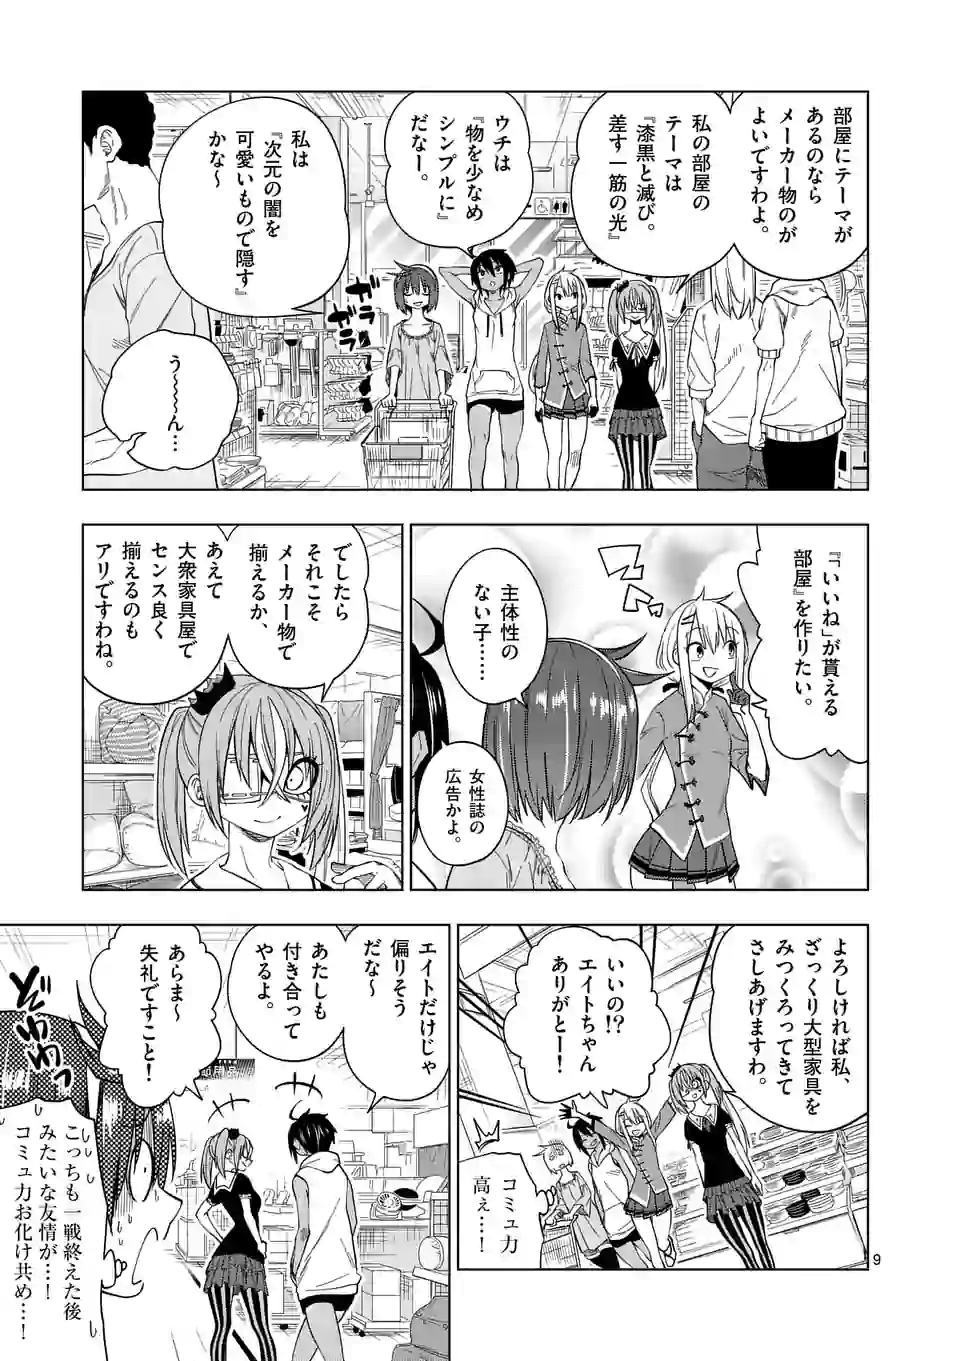 部屋にテーマが
あるのなら
メーカー物のが
よいですわよ。
私の部屋の
テーマは
『漆黒と滅び。
差す一筋の光』
ウチは
『物を少なめ
シンプルに』
だなー。
私は
『次元の闇を
可愛いもので隠す』
かな〜
ガラ
ガラ
う〜〜〜ん…
『「いいね」が貰える
部屋』を作りたい。
主体性の
ない子……
女性誌の
広告かよ。
でしたら
それこそ
メーカー物で
揃えるか、
あえて
大衆家具屋で
センス良く
揃えるのも
アリですわね。
よろしければ私、
ざっくり大型家具を
みつくろってきて
さしあげますわ。
いいの!?
エイトちゃん
ありがとー!
コミュ力
高ぇ…!
エイトだけじゃ
偏りそう
だな〜
あたしも
付き合って
やるよ。
あらま〜
失礼ですこと!
ぞわわっ
こっちも一戦終えた後
みたいな友情が…!
コミュ力お化け共め…!
9